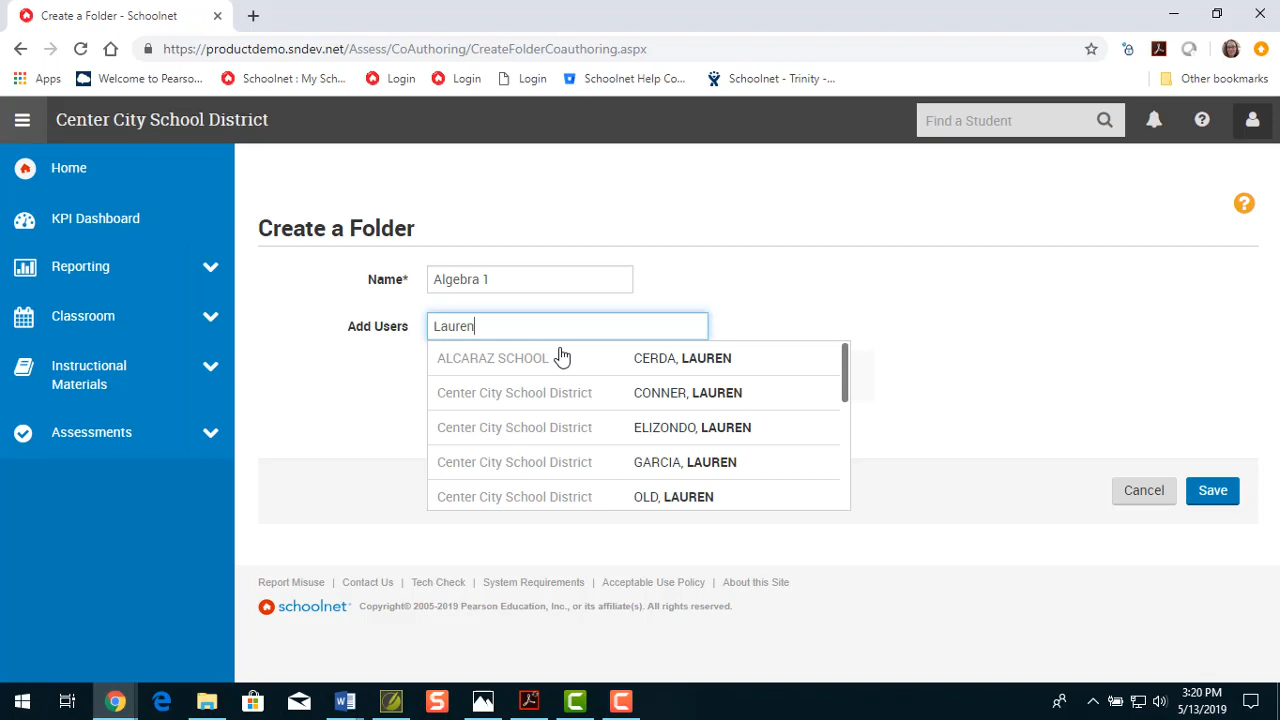 Create a Folder - Schoolnet
https://productdemo.sndev.net/Assess/CoAuthoring/CreateFolderCoauthoring.aspx
Apps Welcome to Pearso... Schoolnet : My Sch... Login Login Login Schoolnet Help Co... Schoolnet - Trinity -... Other bookmarks
Center City School District
Find a Student
Home
KPI Dashboard
Reporting
Classroom
Instructional
Materials
Assessments
Create a Folder
Name* Algebra 1
Add Users Lauren
ALCARAZ SCHOOL CERDA, LAUREN
Center City School District CONNER, LAUREN
Center City School District ELIZONDO, LAUREN
Center City School District GARCIA, LAUREN
Center City School District OLD, LAUREN
Cancel Save
Report Misuse | Contact Us | Tech Check | System Requirements | Acceptable Use Policy | About this Site
schoolnet Copyright© 2005-2019 Pearson Education, Inc., or its affiliate(s). All rights reserved.
3:20 PM
5/13/2019